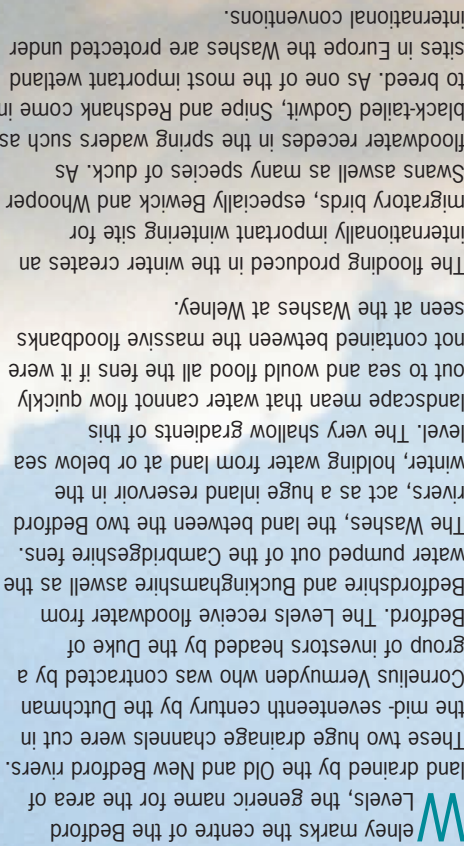 Welney marks the centre of the Bedford
Levels, the generic name for the area of
land drained by the Old and New Bedford rivers.
These two huge drainage channels were cut in
the mid- seventeenth century by the Dutchman
Cornelius Vermuyden who was contracted by a
group of investors headed by the Duke of
Bedford. The Levels receive floodwater from
Bedfordshire and Buckinghamshire aswell as the
water pumped out of the Cambridgeshire fens.
The Washes, the land between the two Bedford
rivers, act as a huge inland reservoir in the
winter, holding water from land at or below sea
level. The very shallow gradients of this
landscape mean that water cannot flow quickly
out to sea and would flood all the fens if it were
not contained between the massive floodbanks
seen at the Washes at Welney.
The flooding produced in the winter creates an
internationally important wintering site for
migratory birds, especially Bewick and Whooper
Swans aswell as many species of duck. As
floodwater recedes in the spring waders such as
black-tailed Godwit, Snipe and Redshank come in
to breed. As one of the most important wetland
sites in Europe the Washes are protected under
international conventions.